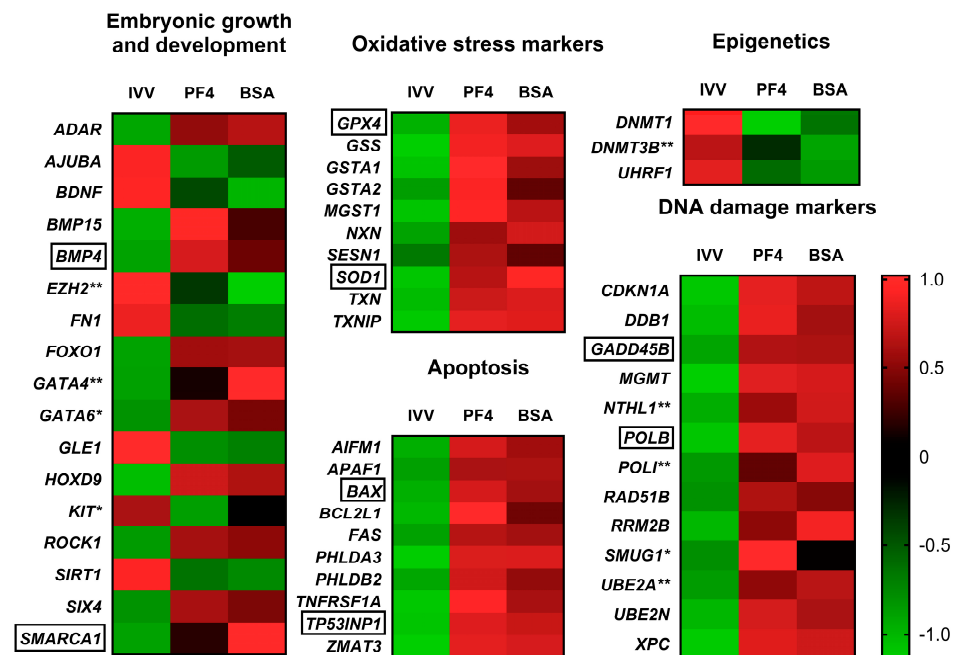 Embryonic growth
and development
IVV PF4 BSA
ADAR
AJUBA
BDNF
BMP15
BMP4
EZH2**
FN1
FOXO1
GATA4**
GATA6*
GLE1
HOXD9
KIT*
ROCK1
SIRT1
SIX4
SMARCA1
Oxidative stress markers
IVV PF4 BSA
GPX4
GSS
GSTA1
GSTA2
MGST1
NXN
SESN1
SOD1
TXN
TXNIP
Apoptosis
IVV PF4 BSA
AIFM1
APAF1
BAX
BCL2L1
FAS
PHLDA3
PHLDB2
TNFRSF1A
TP53INP1
ZMAT3
Epigenetics
IVV PF4 BSA
DNMT1
DNMT3B**
UHRF1
DNA damage markers
IVV PF4 BSA
CDKN1A
DDB1
GADD45B
MGMT
NTHL1**
POLB
POLI**
RAD51B
RRM2B
SMUG1*
UBE2A**
UBE2N
XPC
1.0
0.5
0
-0.5
-1.0